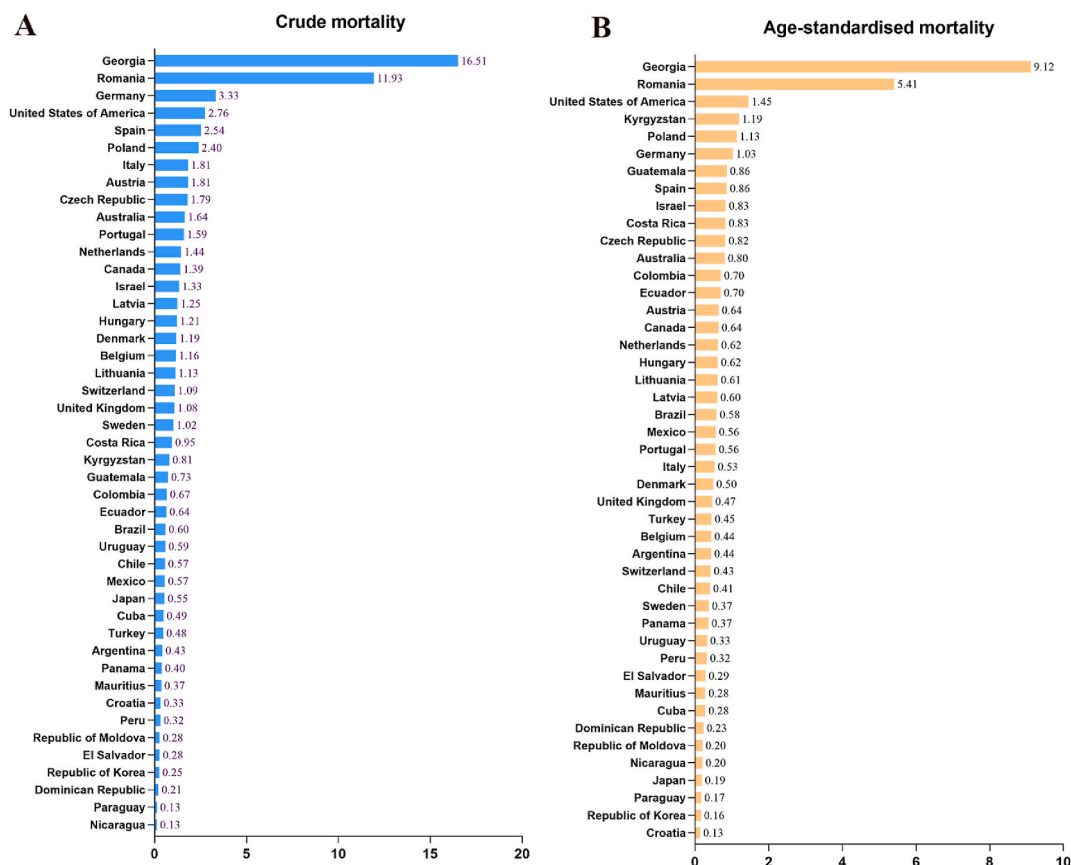 A
Crude mortality
Georgia 16.51
Romania 11.93
Germany 3.33
United States of America 2.76
Spain 2.54
Poland 2.40
Italy 1.81
Austria 1.81
Czech Republic 1.79
Australia 1.64
Portugal 1.59
Netherlands 1.44
Canada 1.39
Israel 1.33
Latvia 1.25
Hungary 1.21
Denmark 1.19
Belgium 1.16
Lithuania 1.13
Switzerland 1.09
United Kingdom 1.08
Sweden 1.02
Costa Rica 0.95
Kyrgyzstan 0.81
Guatemala 0.73
Colombia 0.67
Ecuador 0.64
Brazil 0.60
Uruguay 0.59
Chile 0.57
Mexico 0.57
Japan 0.55
Cuba 0.49
Turkey 0.48
Argentina 0.43
Panama 0.40
Mauritius 0.37
Croatia 0.33
Peru 0.32
Republic of Moldova 0.28
El Salvador 0.28
Republic of Korea 0.25
Dominican Republic 0.21
Paraguay 0.13
Nicaragua 0.13
0 5 10 15 20
B
Age-standardised mortality
Georgia 9.12
Romania 5.41
United States of America 1.45
Kyrgyzstan 1.19
Poland 1.13
Germany 1.03
Guatemala 0.86
Spain 0.86
Israel 0.83
Costa Rica 0.83
Czech Republic 0.82
Australia 0.80
Colombia 0.70
Ecuador 0.70
Austria 0.64
Canada 0.64
Netherlands 0.62
Hungary 0.62
Lithuania 0.61
Latvia 0.60
Brazil 0.58
Mexico 0.56
Portugal 0.56
Italy 0.53
Denmark 0.50
United Kingdom 0.47
Turkey 0.45
Belgium 0.44
Argentina 0.44
Switzerland 0.43
Chile 0.41
Sweden 0.37
Panama 0.37
Uruguay 0.33
Peru 0.32
El Salvador 0.29
Mauritius 0.28
Cuba 0.28
Dominican Republic 0.23
Republic of Moldova 0.20
Nicaragua 0.20
Japan 0.19
Paraguay 0.17
Republic of Korea 0.16
Croatia 0.13
0 2 4 6 8 10